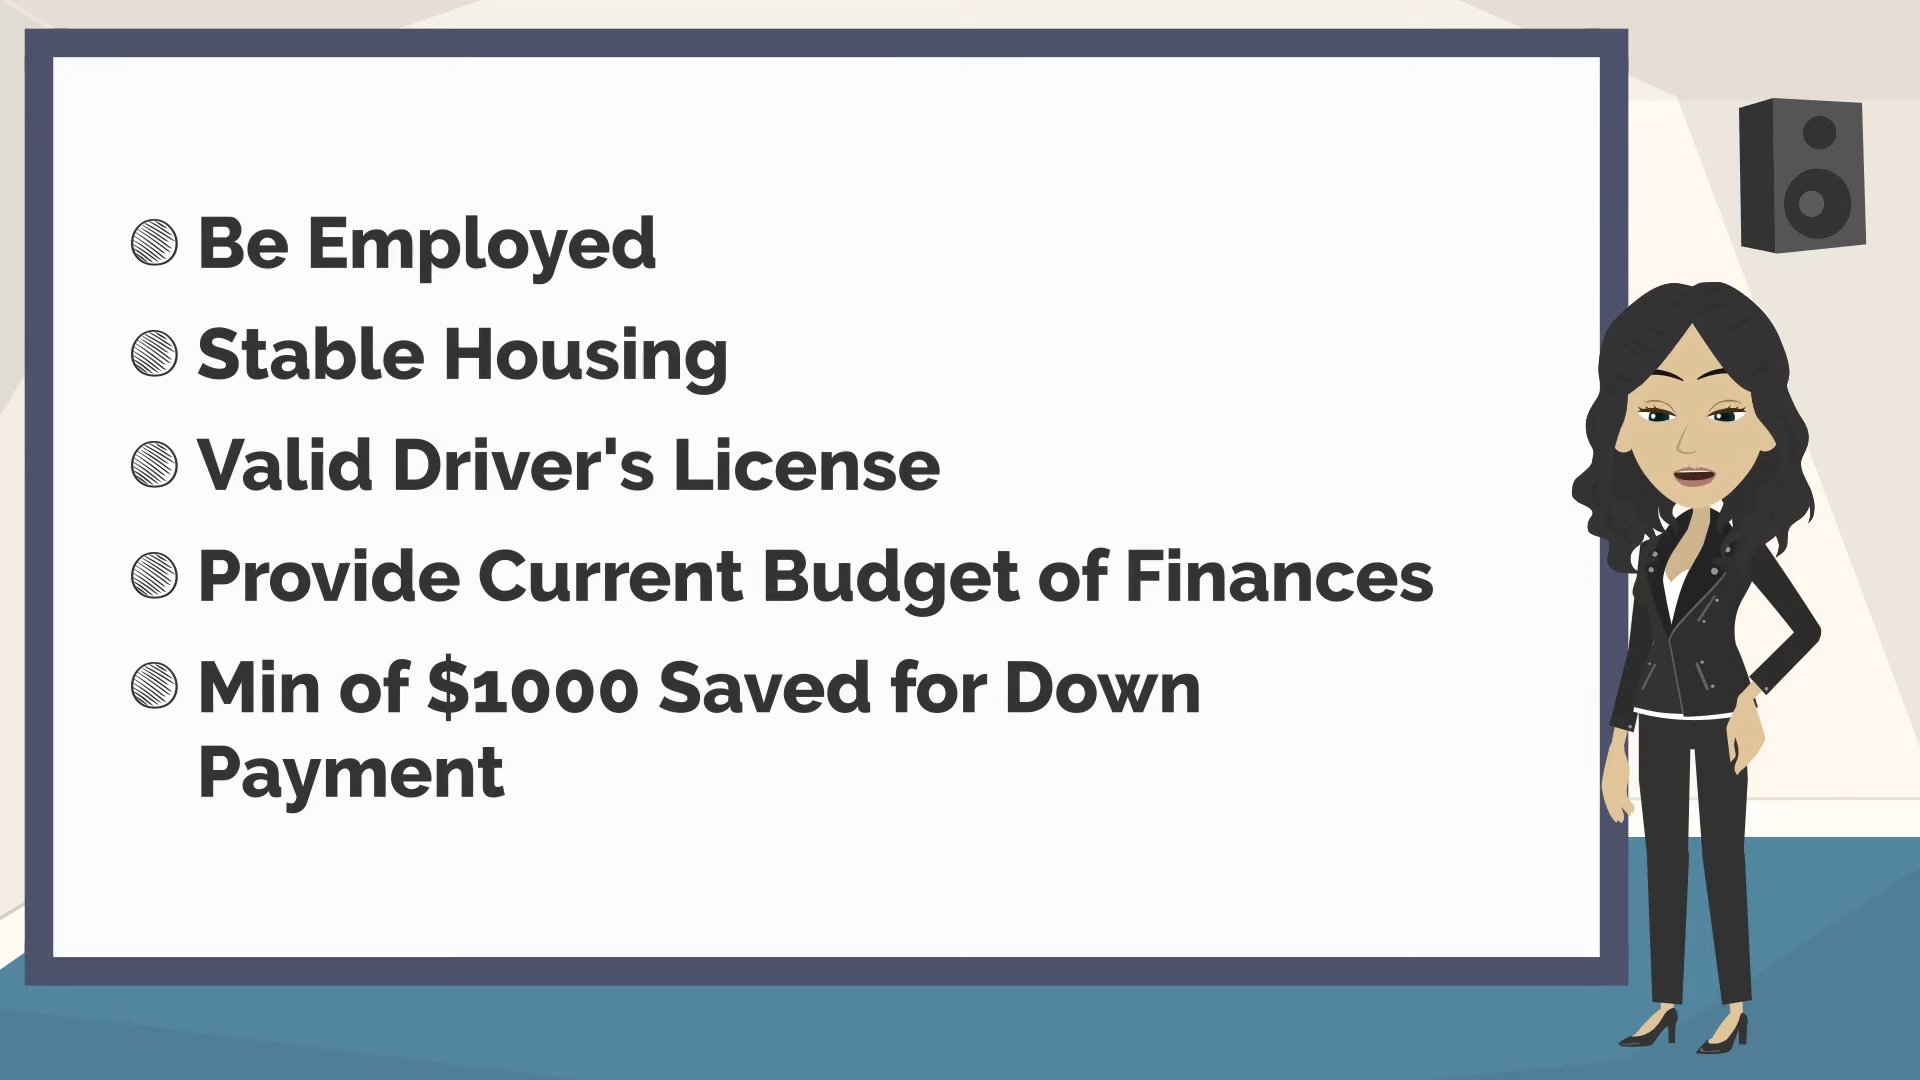 Be Employed
Stable Housing
Valid Driver's License
Provide Current Budget of Finances
Min of $1000 Saved for Down
Payment